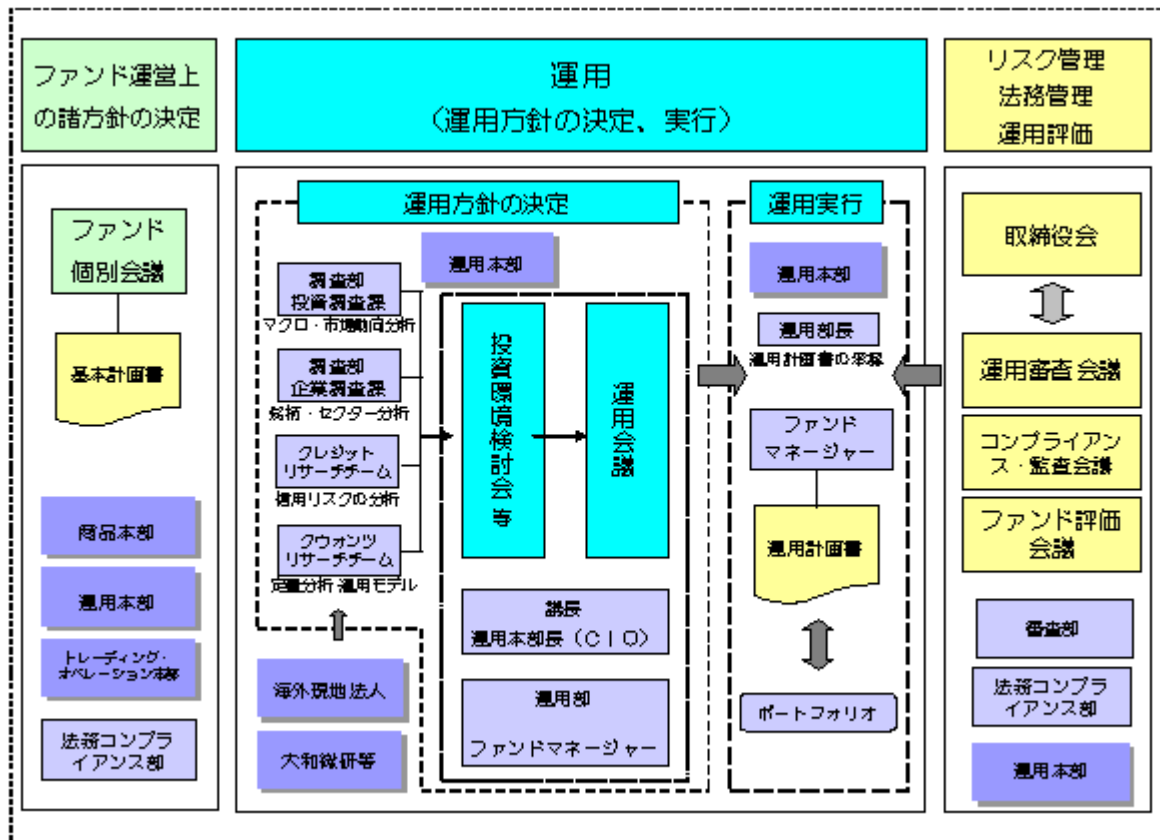 ファンド運営上
の諸方針の決定
運用
（運用方針の決定、実行）
リスク管理
法務管理
運用評価
ファンド
個別会議
基本計画書
商品本部
運用本部
トレーディング・
オペレーション本部
法務コンプラ
イアンス部
運用方針の決定
運用本部
調査部
投資調査課
マクロ・市場動向分析
調査部
企業調査課
銘柄・セクター分析
クレジット
リサーチチーム
信用リスクの分析
クウォンツ
リサーチチーム
定量分析・運用モデル
海外現地法人
大和総研等
投資環境検討会 等
運用会議
議長
運用本部長（ＣＩＯ）
運用部
ファンドマネージャー
運用実行
運用本部
運用部長
運用計画書の承認
ファンド
マネージャー
運用計画書
ポートフォリオ
取締役会
運用審査会議
コンプライアン
ス・監査会議
ファンド評価
会議
審査部
法務コンプラ
イアンス部
運用本部